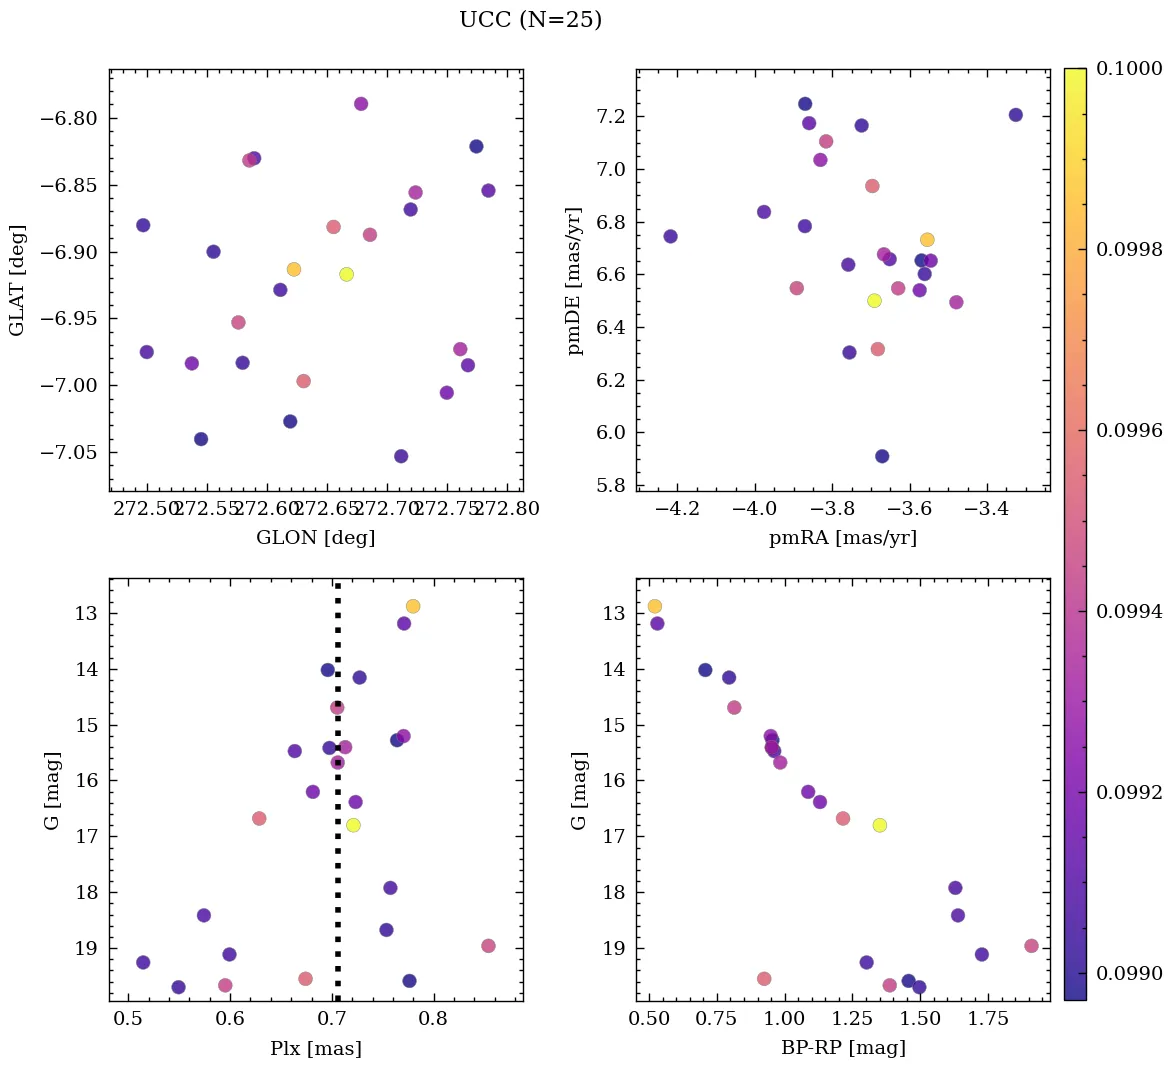 UCC (N=25)
−6.80
−6.85
−6.90
−6.95
−7.00
−7.05
GLAT [deg]
272.50 272.55 272.60 272.65 272.70 272.75 272.80
GLON [deg]
7.2
7.0
6.8
6.6
6.4
6.2
6.0
5.8
pmDE [mas/yr]
−4.2 −4.0 −3.8 −3.6 −3.4
pmRA [mas/yr]
0.1000
0.0998
0.0996
0.0994
0.0992
0.0990
13
14
15
16
17
18
19
G [mag]
0.5 0.6 0.7 0.8
Plx [mas]
13
14
15
16
17
18
19
G [mag]
0.50 0.75 1.00 1.25 1.50 1.75
BP-RP [mag]